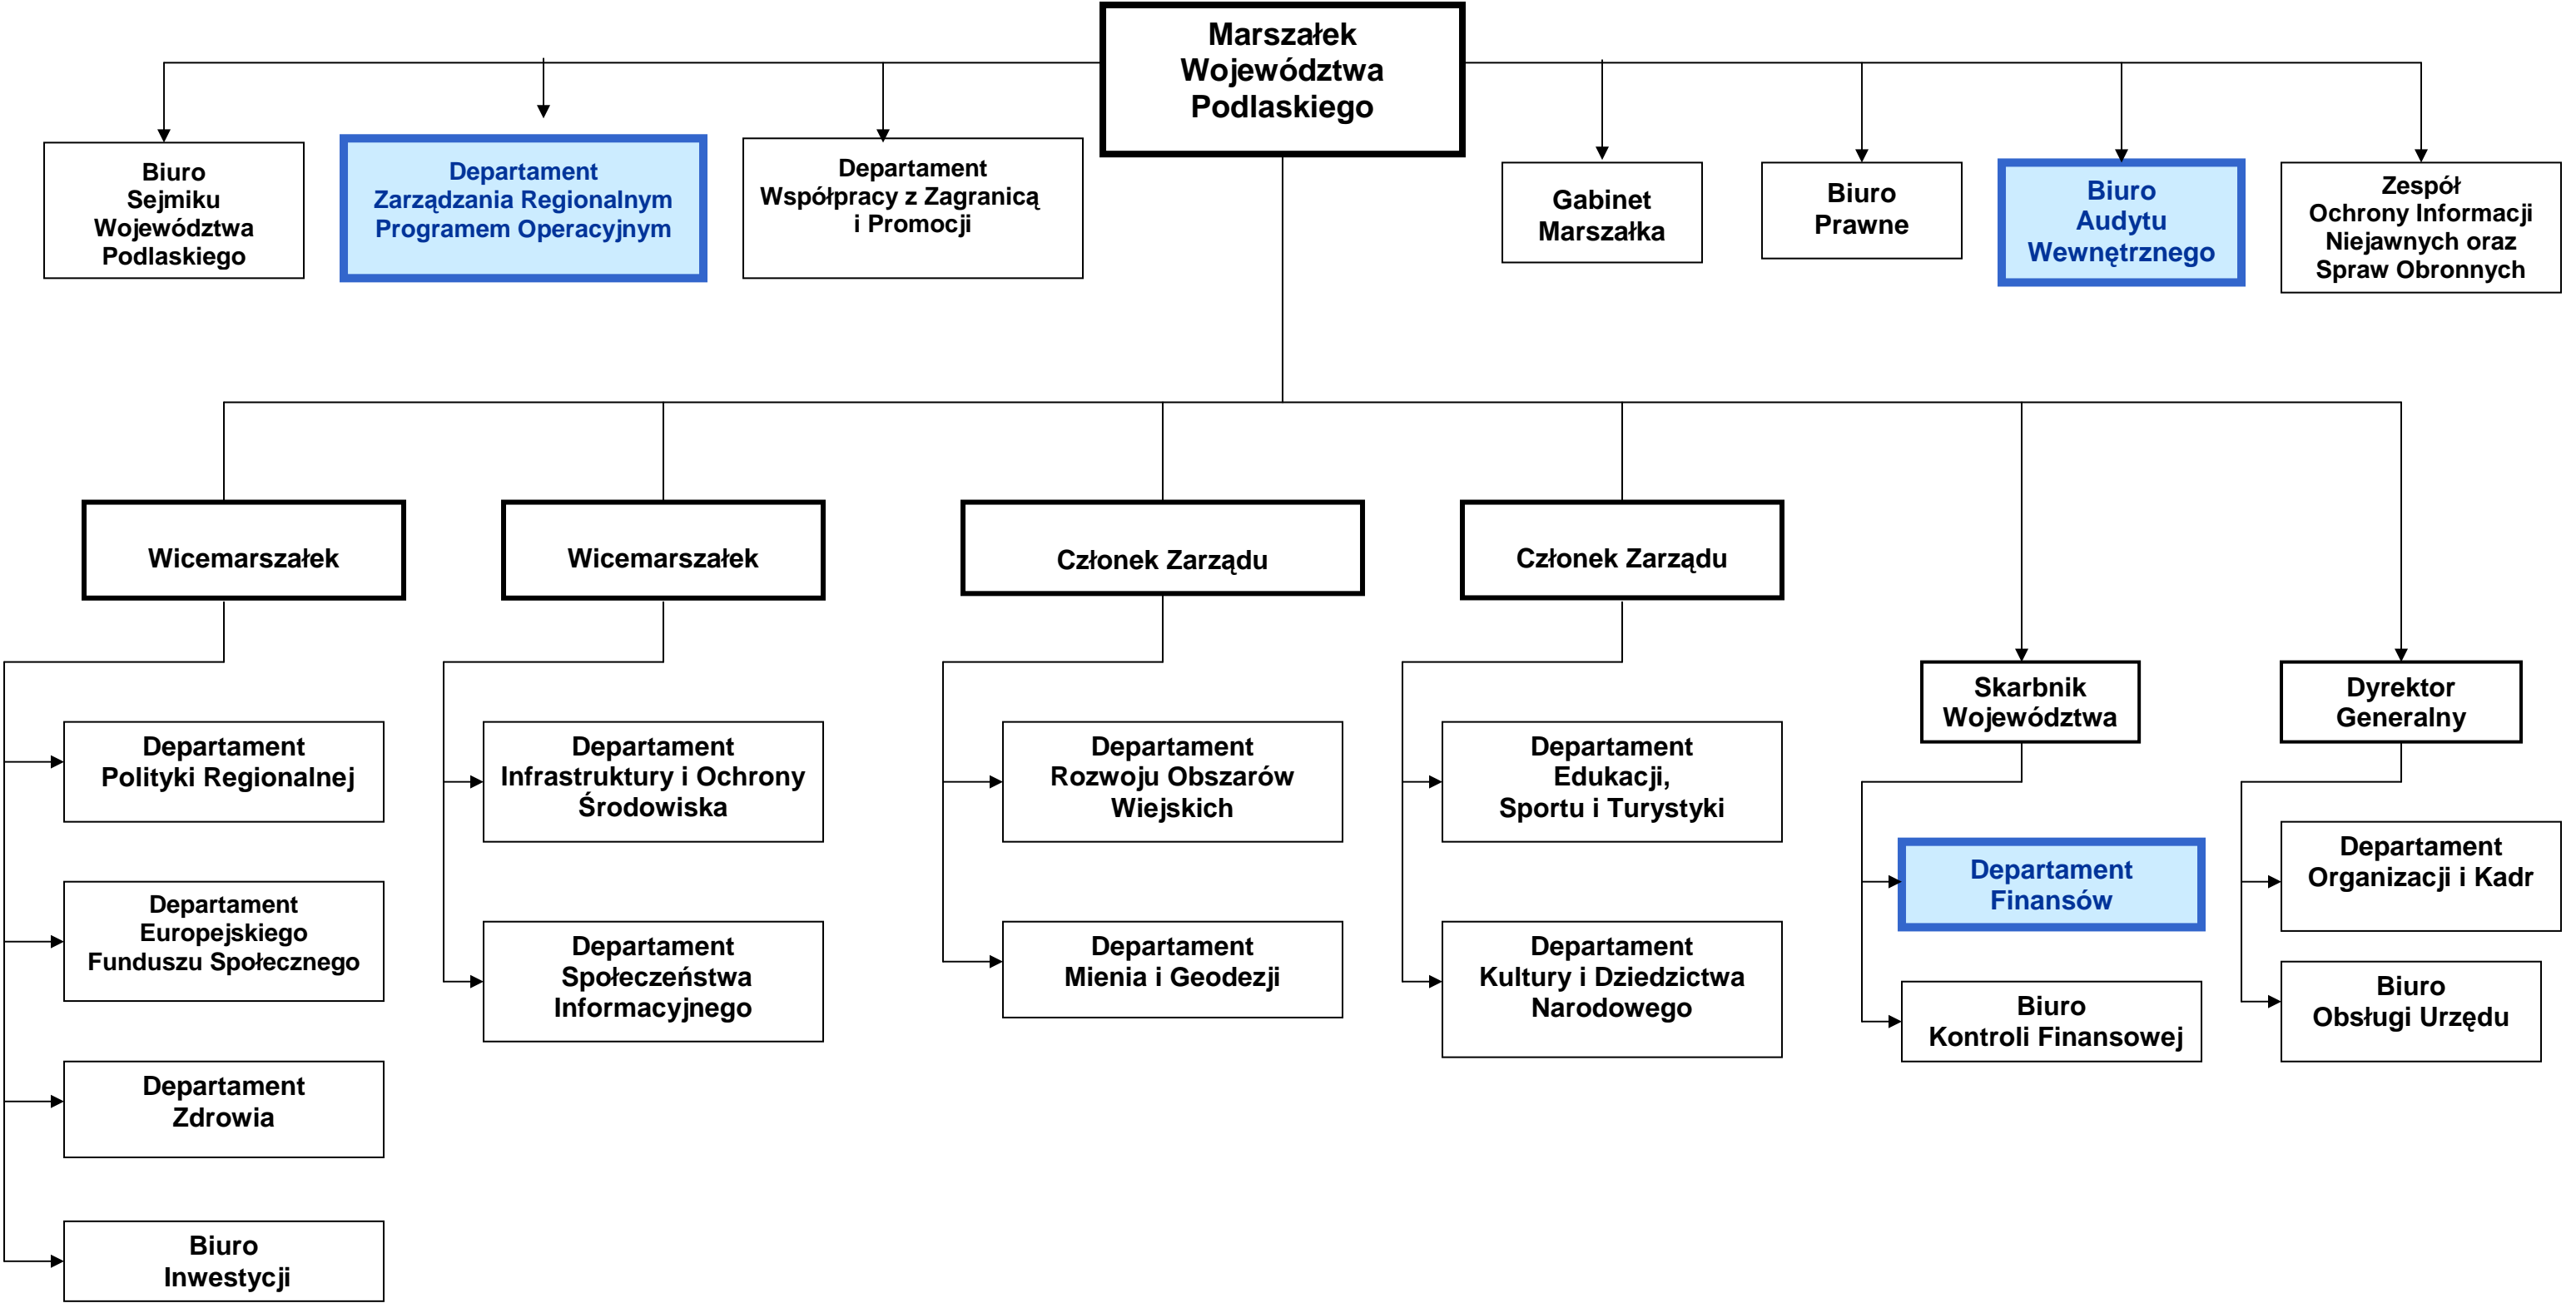 Marszałek
Województwa
Podlaskiego
Biuro
Sejmiku
Województwa
Podlaskiego
Departament
Zarządzania Regionalnym
Programem Operacyjnym
Departament
Współpracy z Zagranicą
i Promocji
Gabinet
Marszałka
Biuro
Prawne
Biuro
Audytu
Wewnętrznego
Zespół
Ochrony Informacji
Niejawnych oraz
Spraw Obronnych
Wicemarszałek
Wicemarszałek
Członek Zarządu
Członek Zarządu
Skarbnik
Województwa
Dyrektor
Generalny
Departament
Polityki Regionalnej
Departament
Europejskiego
Funduszu Społecznego
Departament
Zdrowia
Biuro
Inwestycji
Departament
Infrastruktury i Ochrony
Środowiska
Departament
Społeczeństwa
Informacyjnego
Departament
Rozwoju Obszarów
Wiejskich
Departament
Mienia i Geodezji
Departament
Edukacji,
Sportu i Turystyki
Departament
Kultury i Dziedzictwa
Narodowego
Departament
Finansów
Biuro
Kontroli Finansowej
Departament
Organizacji i Kadr
Biuro
Obsługi Urzędu